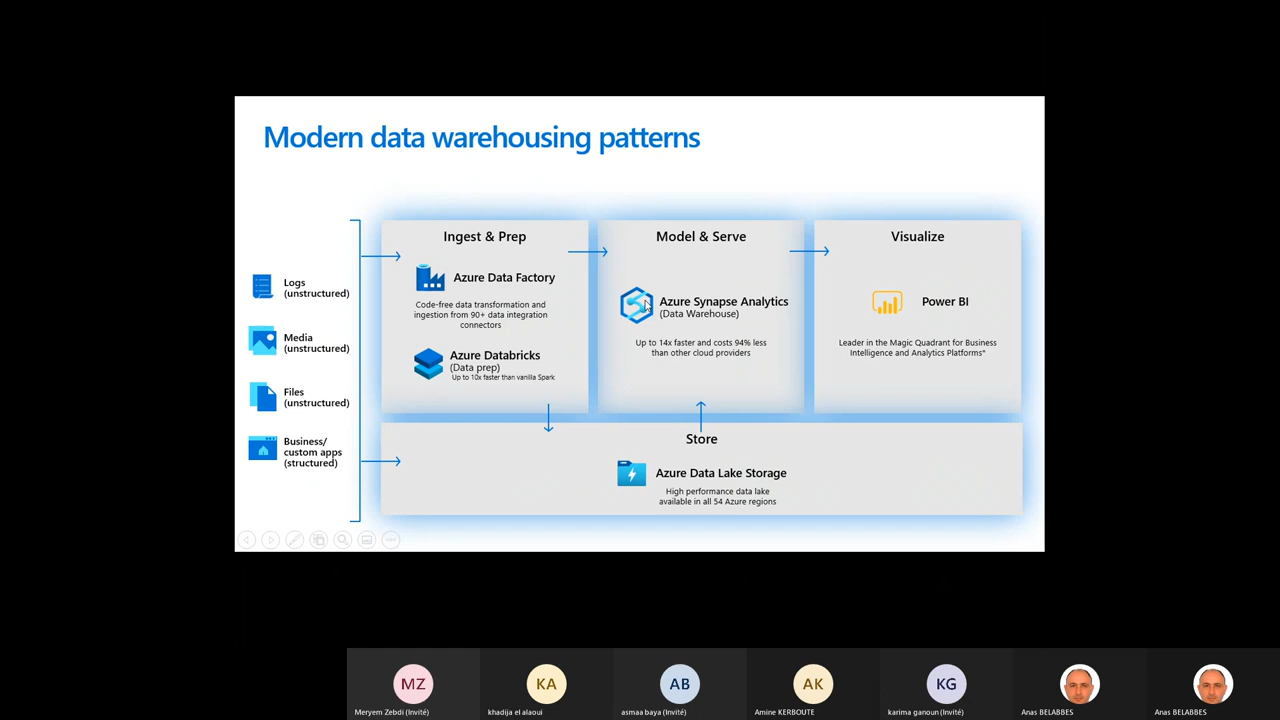 Modern data warehousing patterns
Logs
(unstructured)
Media
(unstructured)
Files
(unstructured)
Business/
custom apps
(structured)
Ingest & Prep
Azure Data Factory
Code-free data transformation and
ingestion from 90+ data integration
connectors
Azure Databricks
(Data prep)
Up to 10x faster than vanilla Spark
Model & Serve
Azure Synapse Analytics
(Data Warehouse)
Up to 14x faster and costs 94% less
than other cloud providers
Visualize
Power BI
Leader in the Magic Quadrant for Business
Intelligence and Analytics Platforms*
Store
Azure Data Lake Storage
High performance data lake
available in all 54 Azure regions
MZ
Meryem Zebdi (Invité)
KA
khadija el alaoui
AB
asmaa baya (Invité)
AK
Amine KERBOUTE
KG
karima ganoun (Invité)
Anas BELABBES
Anas BELABBES